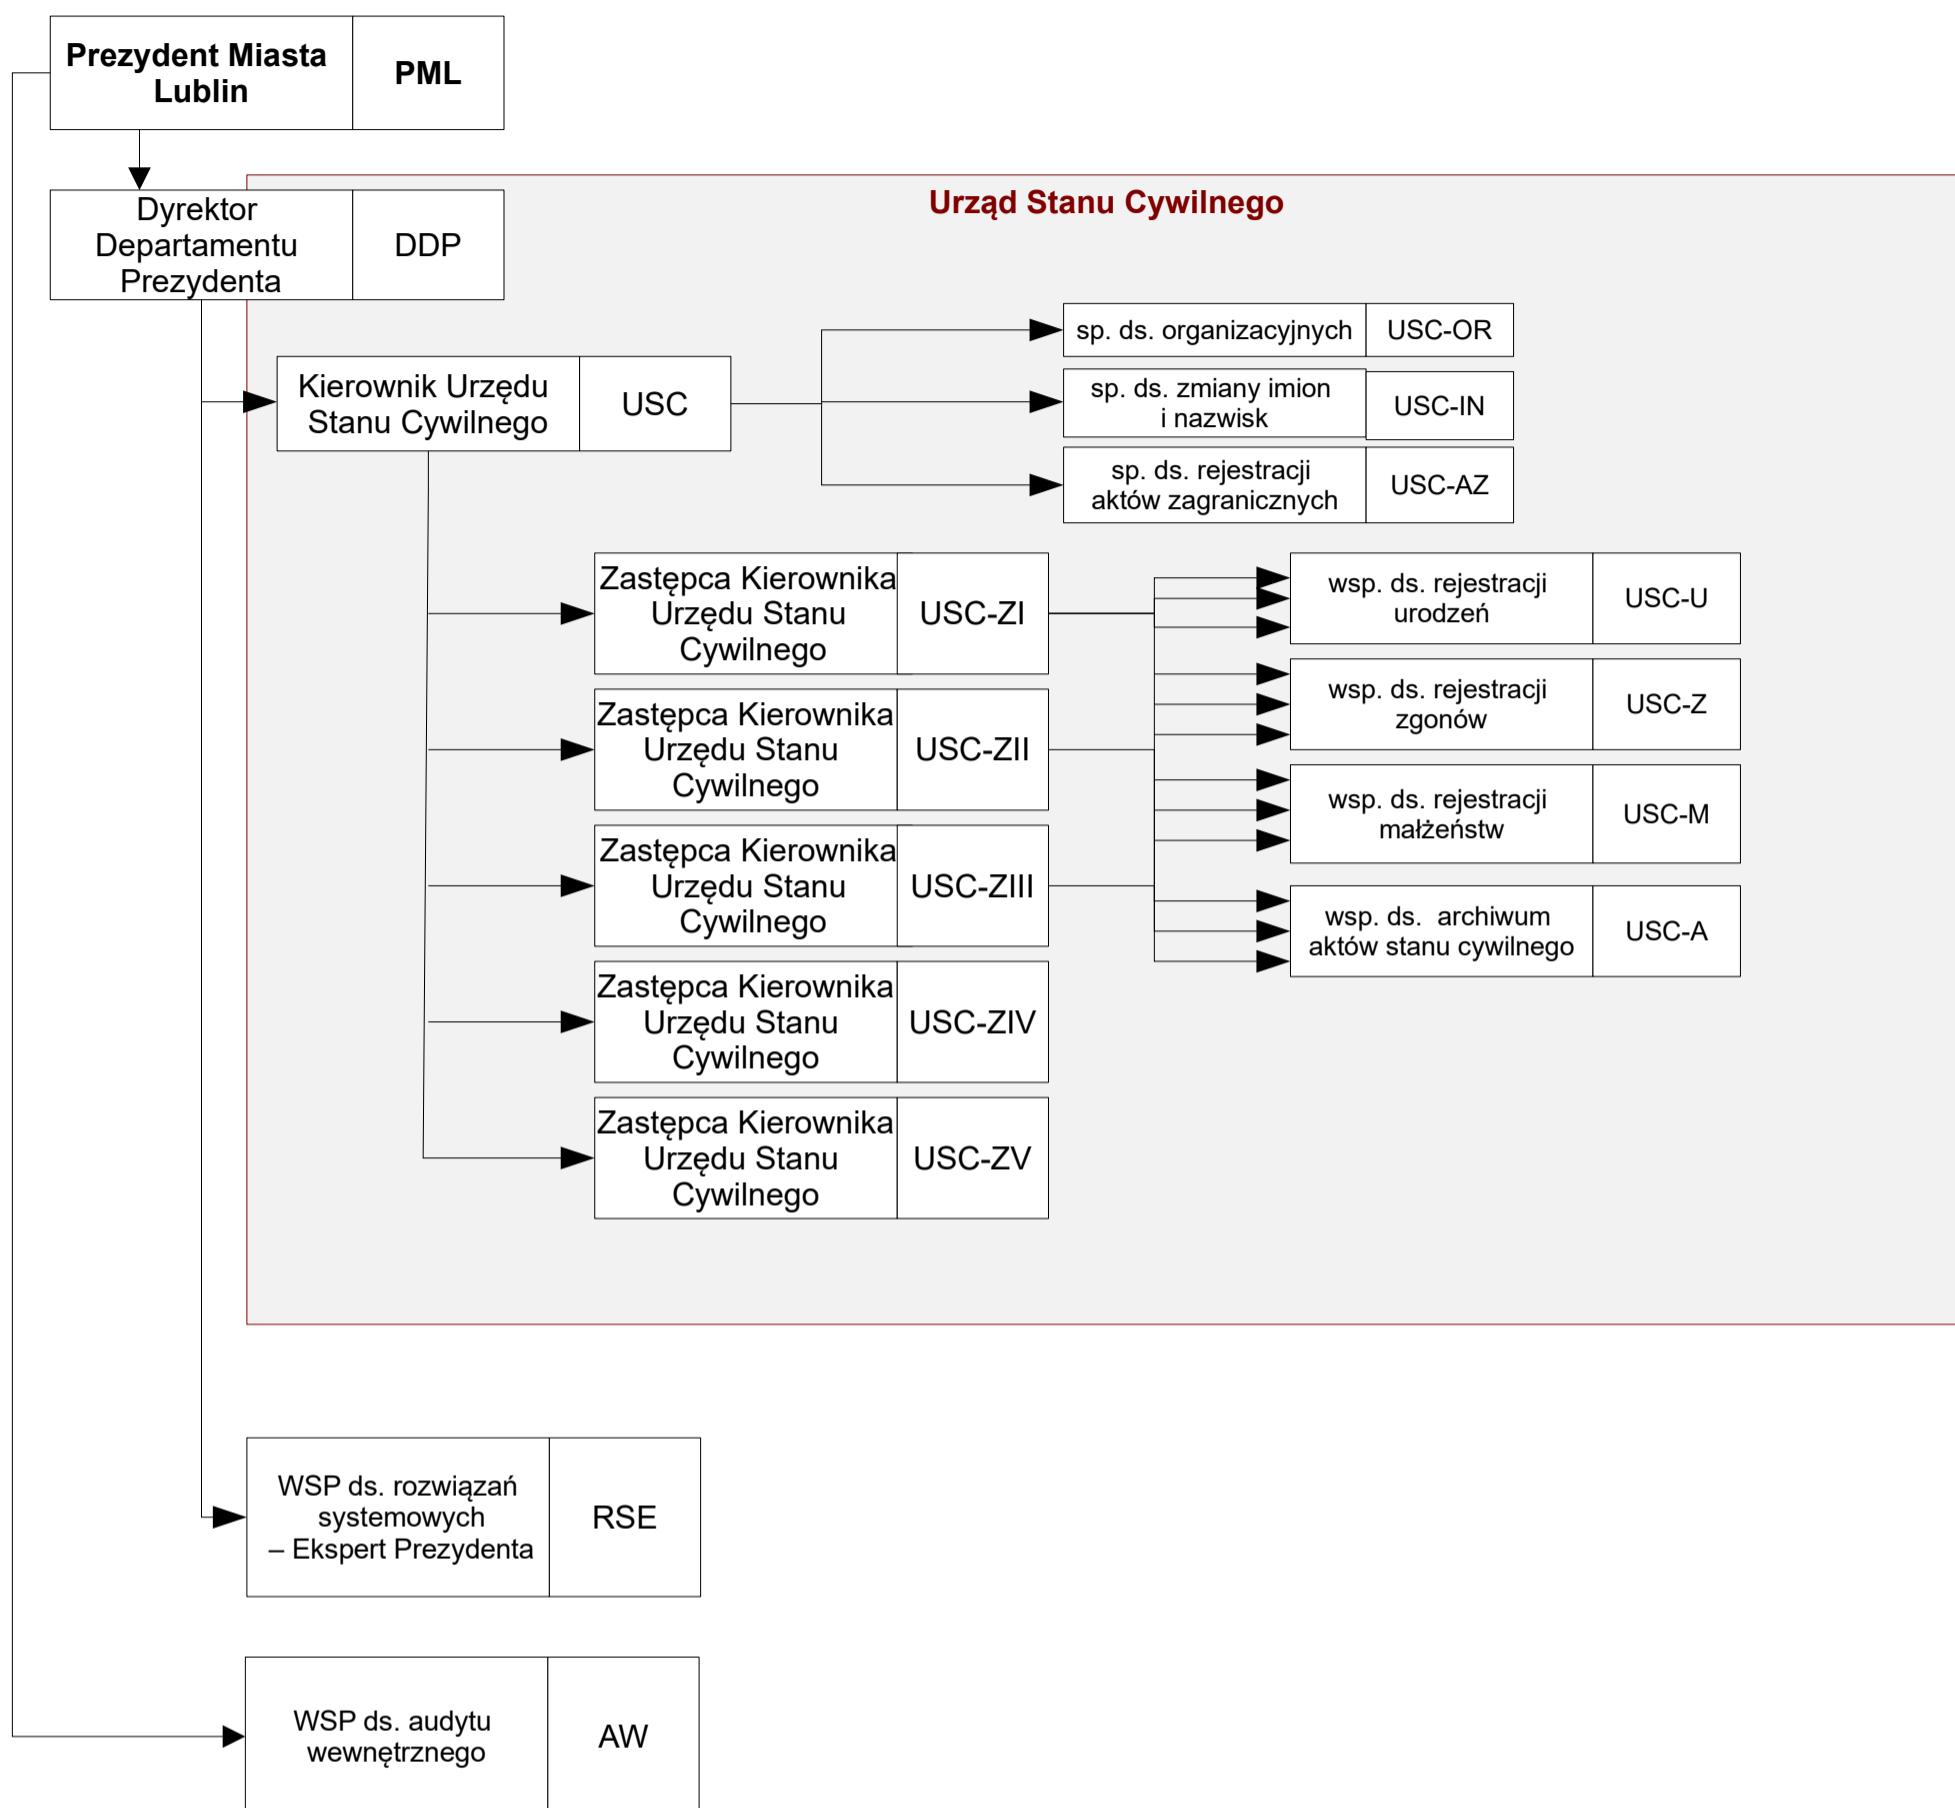 Prezydent Miasta
Lublin
PML
Dyrektor
Departamentu
Prezydenta
DDP
Urząd Stanu Cywilnego
Kierownik Urzędu
Stanu Cywilnego
USC
sp. ds. organizacyjnych
USC-OR
sp. ds. zmiany imion
i nazwisk
USC-IN
sp. ds. rejestracji
aktów zagranicznych
USC-AZ
Zastępca Kierownika
Urzędu Stanu
Cywilnego
USC-ZI
Zastępca Kierownika
Urzędu Stanu
Cywilnego
USC-ZII
Zastępca Kierownika
Urzędu Stanu
Cywilnego
USC-ZIII
Zastępca Kierownika
Urzędu Stanu
Cywilnego
USC-ZIV
Zastępca Kierownika
Urzędu Stanu
Cywilnego
USC-ZV
wsp. ds. rejestracji
urodzeń
USC-U
wsp. ds. rejestracji
zgonów
USC-Z
wsp. ds. rejestracji
małżeństw
USC-M
wsp. ds. archiwum
aktów stanu cywilnego
USC-A
WSP ds. rozwiązań
systemowych
– Ekspert Prezydenta
RSE
WSP ds. audytu
wewnętrznego
AW